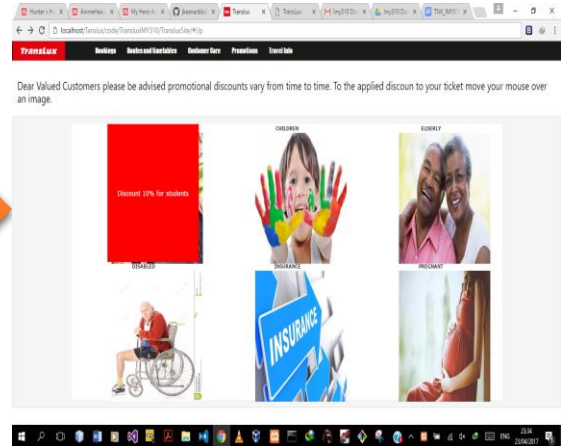 Translux
localhost/Translux/code/TransluxIMY310/TransluxSite/#!/p
TRANSLUX Bookings Routes and timetables Customer Care Promotions Travel Info
Dear Valued Customers please be advised promotional discounts vary from time to time. To the applied discoun to your ticket move your mouse over
an image.
Discount 10% for students
CHILDREN
ELDERLY
DISABLED
INSURANCE
PREGNANT
INSURANCE
ENG
23:34
23/04/2017